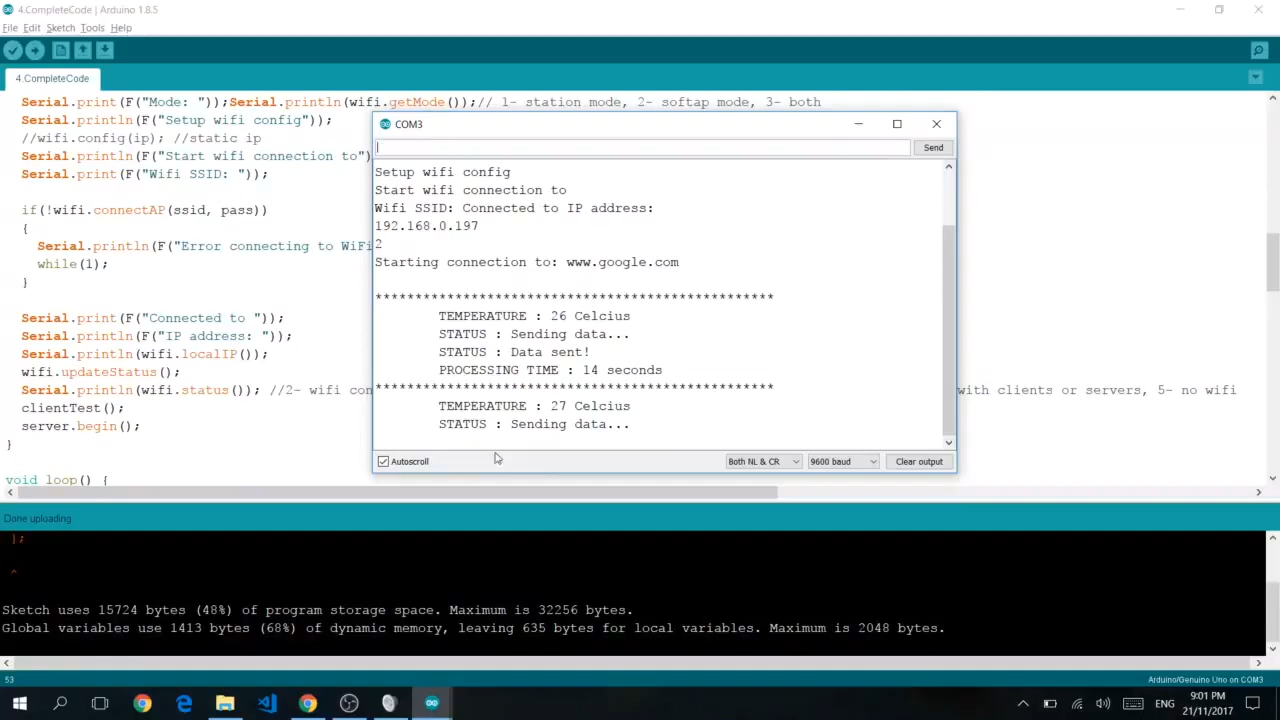 4.CompleteCode | Arduino 1.8.5
File Edit Sketch Tools Help
4.CompleteCode
Serial.print(F("Mode: "));Serial.println(wifi.getMode());// 1- station mode, 2- softap mode, 3- both
Serial.println(F("Setup wifi config"));
//wifi.config(ip); //static ip
Serial.println(F("Start wifi connection to")
Serial.print(F("Wifi SSID: "));
if(!wifi.connectAP(ssid, pass))
{
Serial.println(F("Error connecting to WiFi
while(1);
}
Serial.print(F("Connected to "));
Serial.print(F("IP address: "));
Serial.println(wifi.localIP());
wifi.updateStatus();
Serial.println(wifi.status()); //2- wifi con
with clients or servers, 5- no wifi
clientTest();
server.begin();
}
void loop() {
COM3
Send
Setup wifi config
Start wifi connection to
Wifi SSID: Connected to IP address:
192.168.0.197
2
Starting connection to: www.google.com
**************************************************
TEMPERATURE : 26 Celcius
STATUS : Sending data...
STATUS : Data sent!
PROCESSING TIME : 14 seconds
**************************************************
TEMPERATURE : 27 Celcius
STATUS : Sending data...
Autoscroll
Both NL & CR
9600 baud
Clear output
Done uploading
};
^
Sketch uses 15724 bytes (48%) of program storage space. Maximum is 32256 bytes.
Global variables use 1413 bytes (68%) of dynamic memory, leaving 635 bytes for local variables. Maximum is 2048 bytes.
53
Arduino/Genuino Uno on COM3
ENG
9:01 PM
21/11/2017